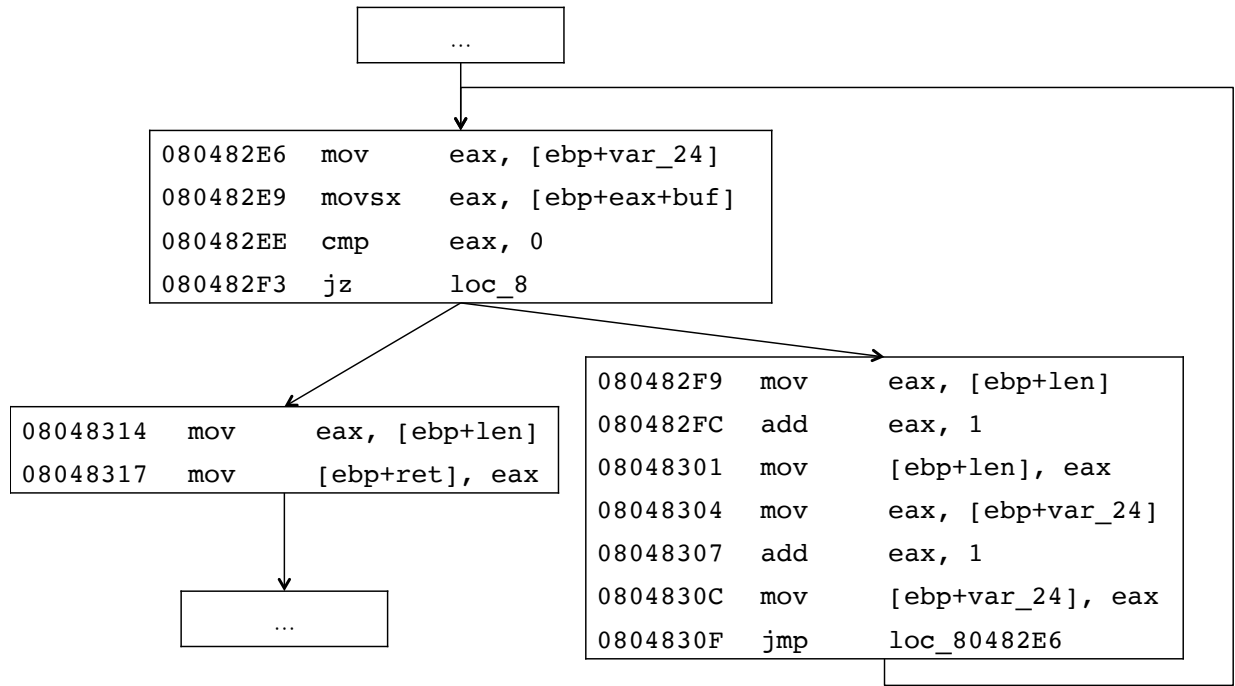 ...
080482E6 mov eax, [ebp+var_24]
080482E9 movsx eax, [ebp+eax+buf]
080482EE cmp eax, 0
080482F3 jz loc_8
08048314 mov eax, [ebp+len]
08048317 mov [ebp+ret], eax
...
080482F9 mov eax, [ebp+len]
080482FC add eax, 1
08048301 mov [ebp+len], eax
08048304 mov eax, [ebp+var_24]
08048307 add eax, 1
0804830C mov [ebp+var_24], eax
0804830F jmp loc_80482E6